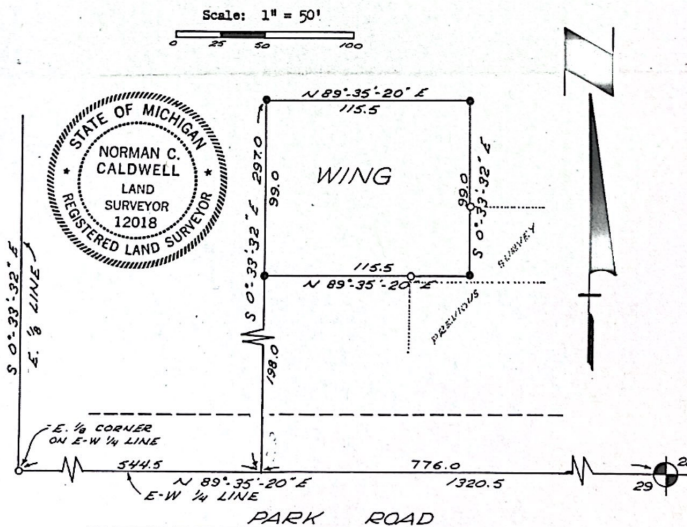 Scale: 1" = 50'
0 25 50 100
N 89°-35'-20" E
115.5
STATE OF MICHIGAN
NORMAN C.
CALDWELL
LAND
SURVEYOR
12018
REGISTERED LAND SURVEYOR
WING
297.0
99.0
S 0°-33'-32" E
99.0
S 0°-33'-32" E
115.5
N 89°-35'-20" E
PREVIOUS SURVEY
198.0
S 0°-33'-32" E
E. 1/8 LINE
E. 1/8 CORNER
ON E-W 1/4 LINE
544.5
776.0
N 89°-35'-20" E
1320.5
E-W 1/4 LINE
29
PARK ROAD